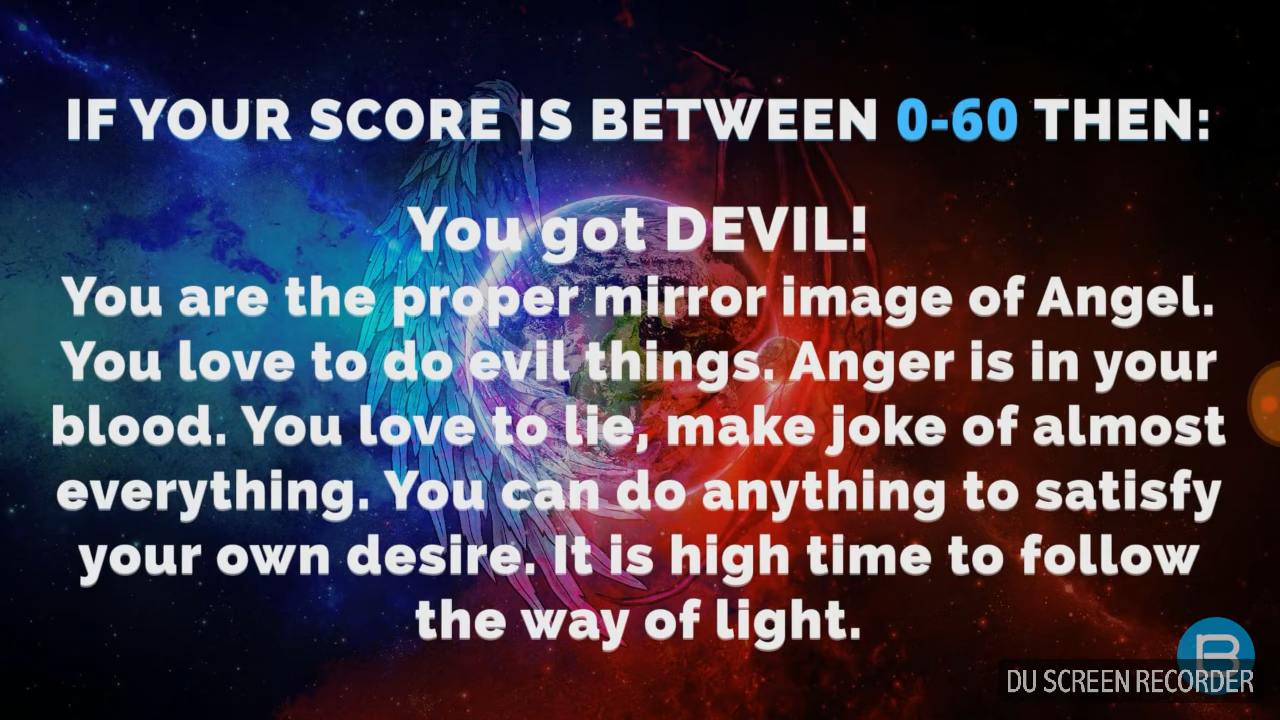 IF YOUR SCORE IS BETWEEN 0-60 THEN:
You got DEVIL!
You are the proper mirror image of Angel.
You love to do evil things. Anger is in your
blood. You love to lie, make joke of almost
everything. You can do anything to satisfy
your own desire. It is high time to follow
the way of light.
B
DU SCREEN RECORDER